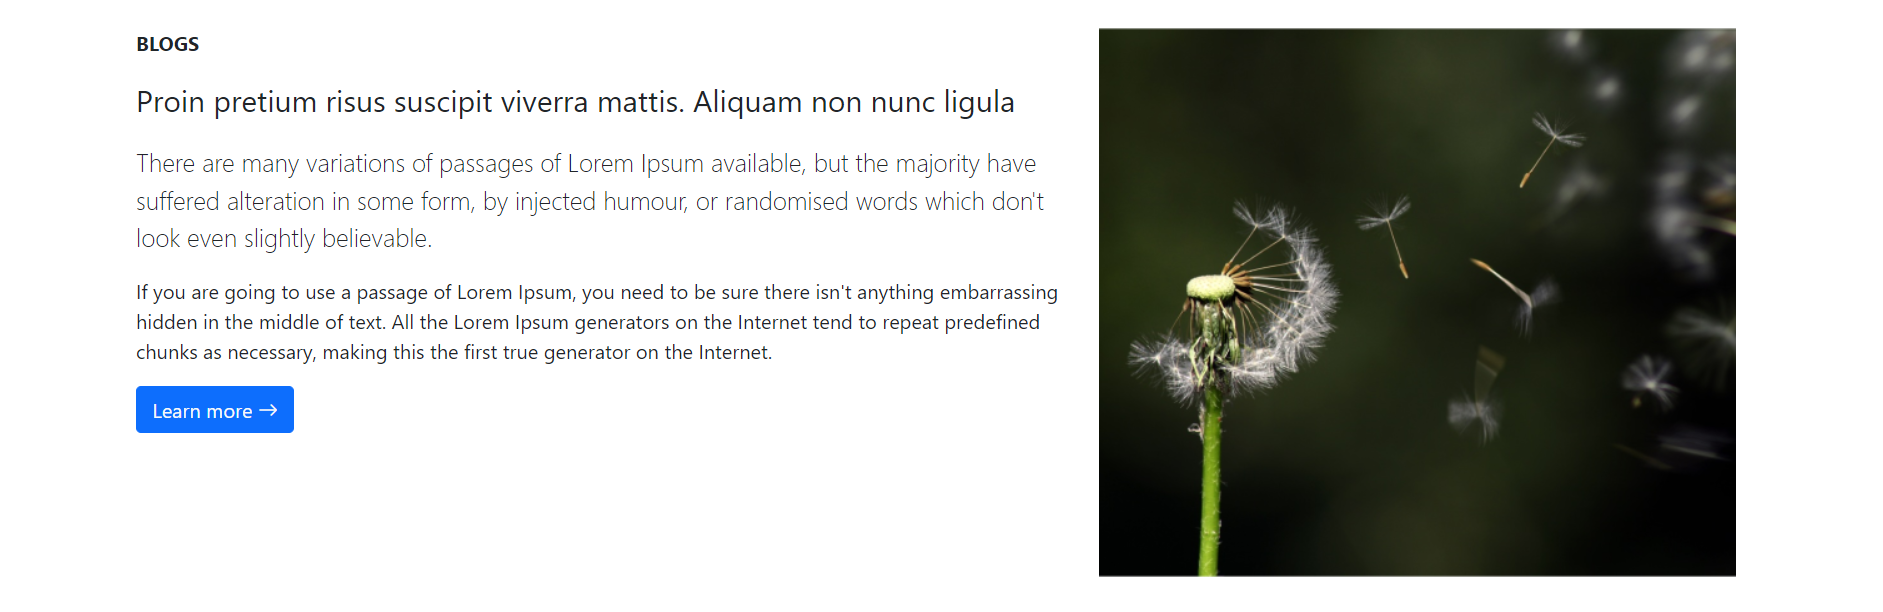 BLOGS
Proin pretium risus suscipit viverra mattis. Aliquam non nunc ligula
There are many variations of passages of Lorem Ipsum available, but the majority have
suffered alteration in some form, by injected humour, or randomised words which don't
look even slightly believable.
If you are going to use a passage of Lorem Ipsum, you need to be sure there isn't anything embarrassing
hidden in the middle of text. All the Lorem Ipsum generators on the Internet tend to repeat predefined
chunks as necessary, making this the first true generator on the Internet.
Learn more →